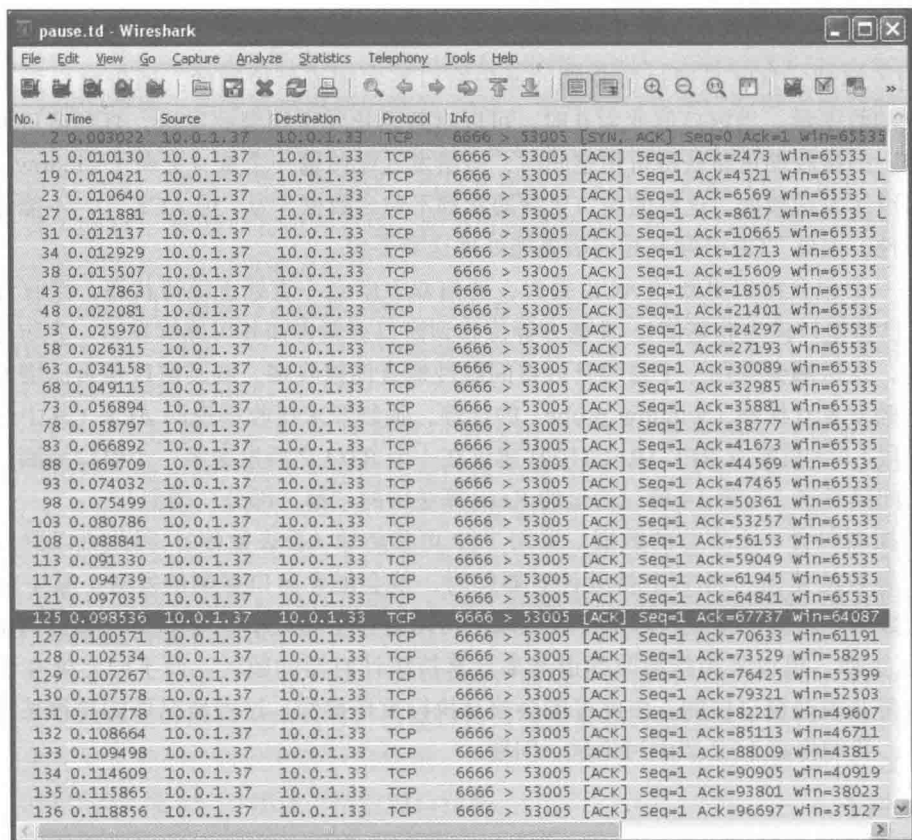 pause.td - Wireshark
File Edit View Go Capture Analyze Statistics Telephony Tools Help
No. Time Source Destination Protocol Info
2 0.003022 10.0.1.37 10.0.1.33 TCP 6666 > 53005 [SYN, ACK] Seq=0 Ack=1 Win=65535
15 0.010130 10.0.1.37 10.0.1.33 TCP 6666 > 53005 [ACK] Seq=1 Ack=2473 Win=65535 L
19 0.010421 10.0.1.37 10.0.1.33 TCP 6666 > 53005 [ACK] Seq=1 Ack=4521 Win=65535 L
23 0.010640 10.0.1.37 10.0.1.33 TCP 6666 > 53005 [ACK] Seq=1 Ack=6569 Win=65535 L
27 0.011881 10.0.1.37 10.0.1.33 TCP 6666 > 53005 [ACK] Seq=1 Ack=8617 Win=65535 L
31 0.012137 10.0.1.37 10.0.1.33 TCP 6666 > 53005 [ACK] Seq=1 Ack=10665 Win=65535
34 0.012929 10.0.1.37 10.0.1.33 TCP 6666 > 53005 [ACK] Seq=1 Ack=12713 Win=65535
38 0.015507 10.0.1.37 10.0.1.33 TCP 6666 > 53005 [ACK] Seq=1 Ack=15609 Win=65535
43 0.017863 10.0.1.37 10.0.1.33 TCP 6666 > 53005 [ACK] Seq=1 Ack=18505 Win=65535
48 0.022081 10.0.1.37 10.0.1.33 TCP 6666 > 53005 [ACK] Seq=1 Ack=21401 Win=65535
53 0.025970 10.0.1.37 10.0.1.33 TCP 6666 > 53005 [ACK] Seq=1 Ack=24297 Win=65535
58 0.026315 10.0.1.37 10.0.1.33 TCP 6666 > 53005 [ACK] Seq=1 Ack=27193 Win=65535
63 0.034158 10.0.1.37 10.0.1.33 TCP 6666 > 53005 [ACK] Seq=1 Ack=30089 Win=65535
68 0.049115 10.0.1.37 10.0.1.33 TCP 6666 > 53005 [ACK] Seq=1 Ack=32985 Win=65535
73 0.056894 10.0.1.37 10.0.1.33 TCP 6666 > 53005 [ACK] Seq=1 Ack=35881 Win=65535
78 0.058797 10.0.1.37 10.0.1.33 TCP 6666 > 53005 [ACK] Seq=1 Ack=38777 Win=65535
83 0.066892 10.0.1.37 10.0.1.33 TCP 6666 > 53005 [ACK] Seq=1 Ack=41673 Win=65535
88 0.069709 10.0.1.37 10.0.1.33 TCP 6666 > 53005 [ACK] Seq=1 Ack=44569 Win=65535
93 0.074032 10.0.1.37 10.0.1.33 TCP 6666 > 53005 [ACK] Seq=1 Ack=47465 Win=65535
98 0.075499 10.0.1.37 10.0.1.33 TCP 6666 > 53005 [ACK] Seq=1 Ack=50361 Win=65535
103 0.080786 10.0.1.37 10.0.1.33 TCP 6666 > 53005 [ACK] Seq=1 Ack=53257 Win=65535
108 0.088841 10.0.1.37 10.0.1.33 TCP 6666 > 53005 [ACK] Seq=1 Ack=56153 Win=65535
113 0.091330 10.0.1.37 10.0.1.33 TCP 6666 > 53005 [ACK] Seq=1 Ack=59049 Win=65535
117 0.094739 10.0.1.37 10.0.1.33 TCP 6666 > 53005 [ACK] Seq=1 Ack=61945 Win=65535
121 0.097035 10.0.1.37 10.0.1.33 TCP 6666 > 53005 [ACK] Seq=1 Ack=64841 Win=65535
125 0.098536 10.0.1.37 10.0.1.33 TCP 6666 > 53005 [ACK] Seq=1 Ack=67737 Win=64087
127 0.100571 10.0.1.37 10.0.1.33 TCP 6666 > 53005 [ACK] Seq=1 Ack=70633 Win=61191
128 0.102534 10.0.1.37 10.0.1.33 TCP 6666 > 53005 [ACK] Seq=1 Ack=73529 Win=58295
129 0.107267 10.0.1.37 10.0.1.33 TCP 6666 > 53005 [ACK] Seq=1 Ack=76425 Win=55399
130 0.107578 10.0.1.37 10.0.1.33 TCP 6666 > 53005 [ACK] Seq=1 Ack=79321 Win=52503
131 0.107778 10.0.1.37 10.0.1.33 TCP 6666 > 53005 [ACK] Seq=1 Ack=82217 Win=49607
132 0.108664 10.0.1.37 10.0.1.33 TCP 6666 > 53005 [ACK] Seq=1 Ack=85113 Win=46711
133 0.109498 10.0.1.37 10.0.1.33 TCP 6666 > 53005 [ACK] Seq=1 Ack=88009 Win=43815
134 0.114609 10.0.1.37 10.0.1.33 TCP 6666 > 53005 [ACK] Seq=1 Ack=90905 Win=40919
135 0.115865 10.0.1.37 10.0.1.33 TCP 6666 > 53005 [ACK] Seq=1 Ack=93801 Win=38023
136 0.118856 10.0.1.37 10.0.1.33 TCP 6666 > 53005 [ACK] Seq=1 Ack=96697 Win=35127